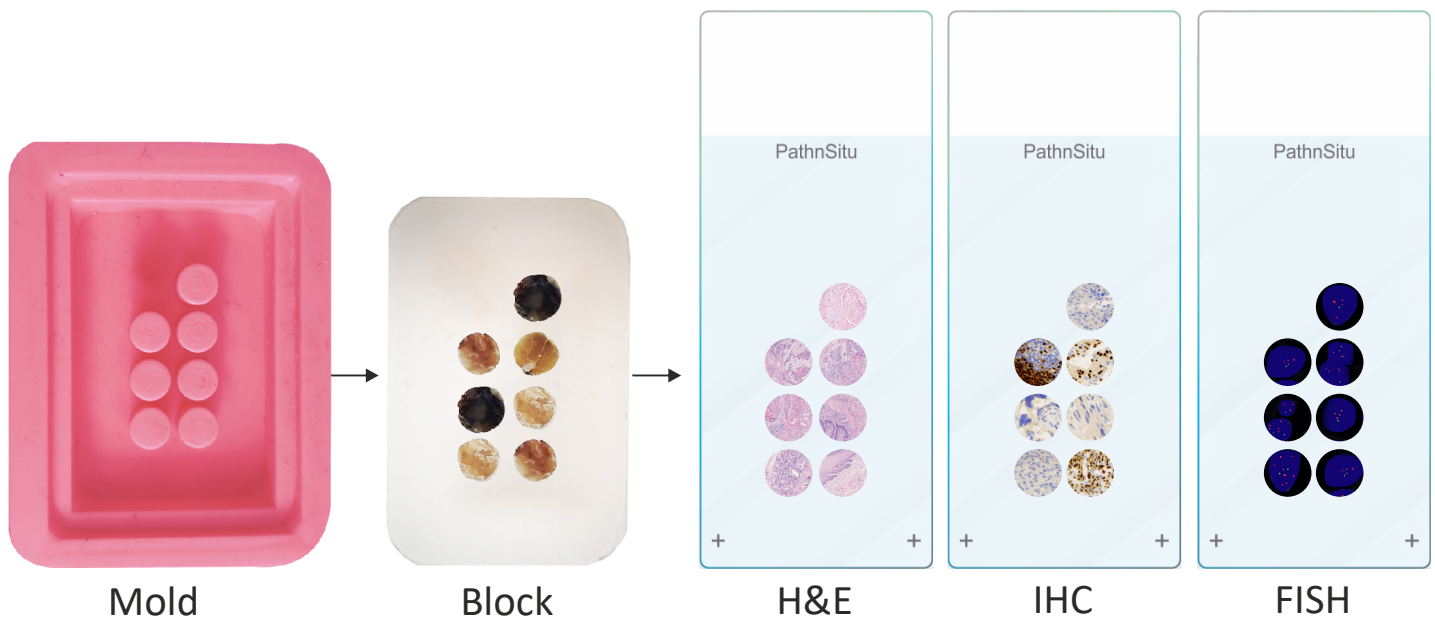 PathnSitu
PathnSitu
PathnSitu
+ +
+ +
+ +
Mold
Block
H&E
IHC
FISH